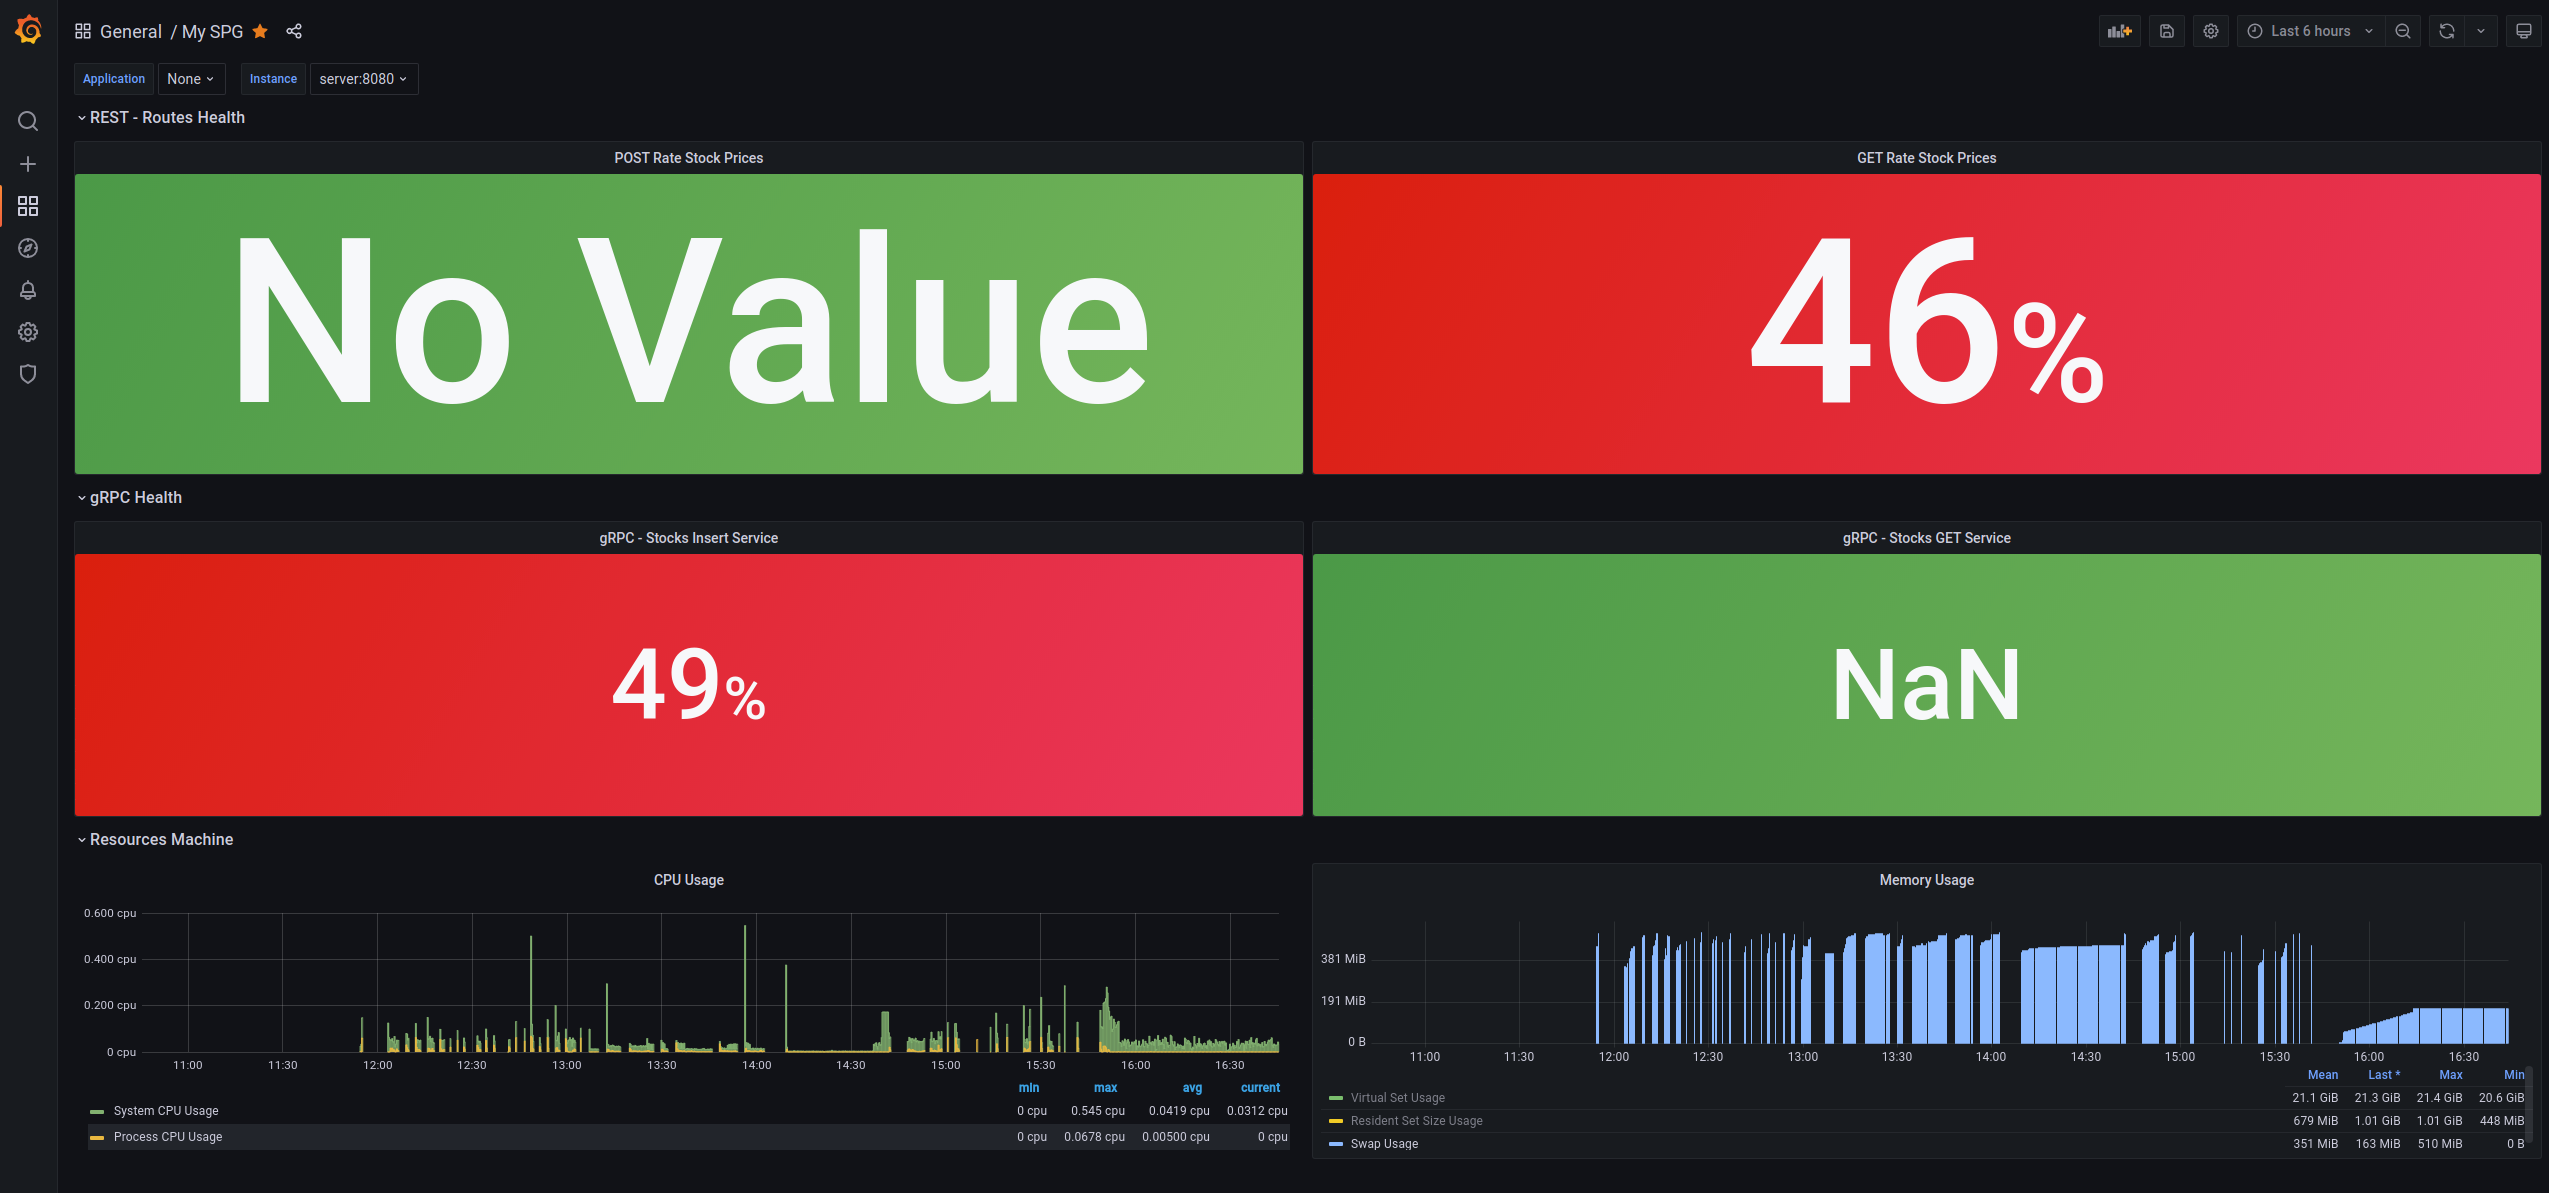 General / My SPG
Last 6 hours
Application None Instance server:8080
REST - Routes Health
POST Rate Stock Prices
No Value
GET Rate Stock Prices
46%
gRPC Health
gRPC - Stocks Insert Service
49%
gRPC - Stocks GET Service
NaN
Resources Machine
CPU Usage
0.600 cpu
0.400 cpu
0.200 cpu
0 cpu
11:00 11:30 12:00 12:30 13:00 13:30 14:00 14:30 15:00 15:30 16:00 16:30
min max avg current
System CPU Usage 0 cpu 0.545 cpu 0.0419 cpu 0.0312 cpu
Process CPU Usage 0 cpu 0.0678 cpu 0.00500 cpu 0 cpu
Memory Usage
381 MiB
191 MiB
0 B
11:00 11:30 12:00 12:30 13:00 13:30 14:00 14:30 15:00 15:30 16:00 16:30
Mean Last * Max Min
Virtual Set Usage 21.1 GiB 21.3 GiB 21.4 GiB 20.6 GiB
Resident Set Size Usage 679 MiB 1.01 GiB 1.01 GiB 448 MiB
Swap Usage 351 MiB 163 MiB 510 MiB 0 B